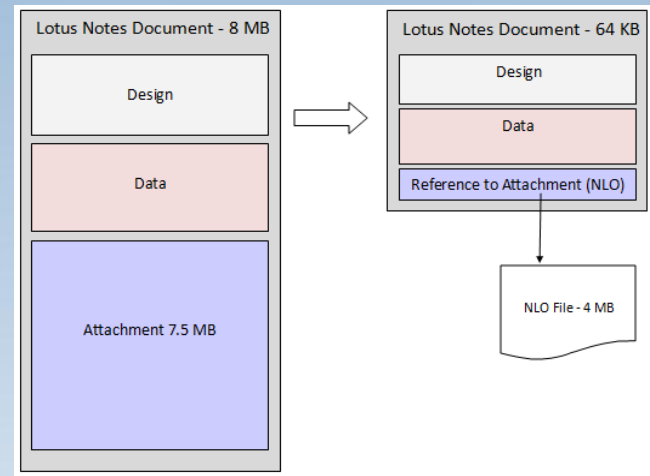 Lotus Notes Document - 8 MB
Design
Data
Attachment 7.5 MB
Lotus Notes Document - 64 KB
Design
Data
Reference to Attachment (NLO)
NLO File - 4 MB